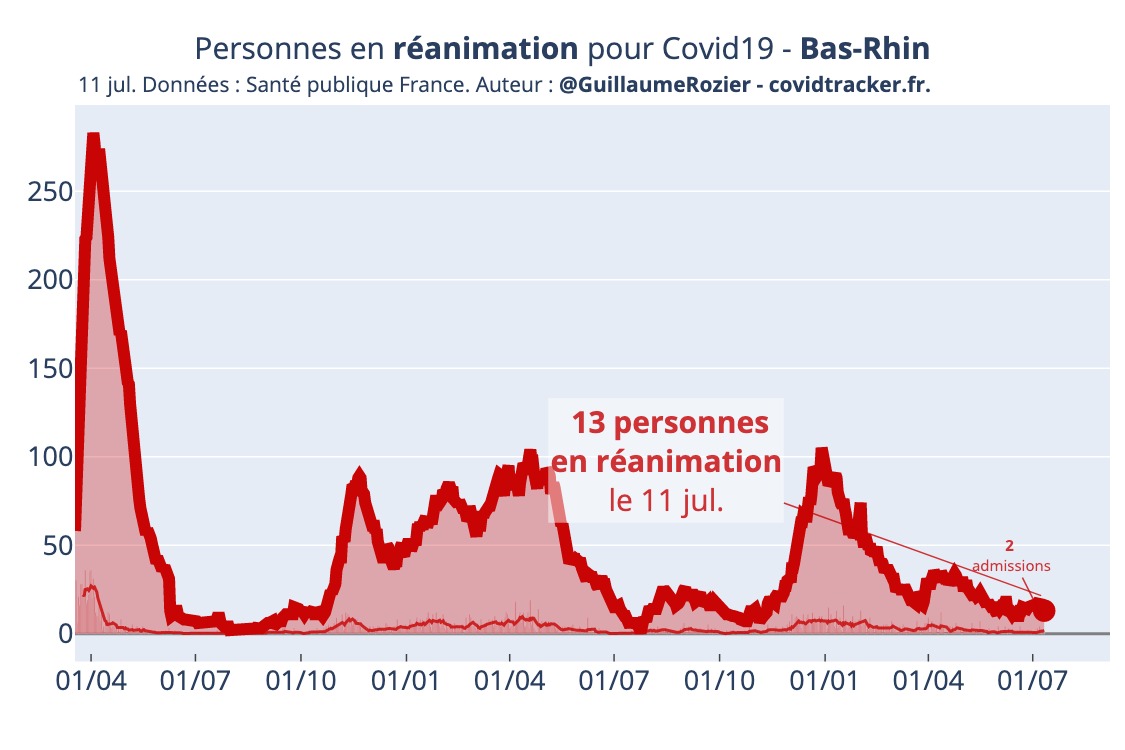 Personnes en réanimation pour Covid19 - Bas-Rhin
11 jul. Données : Santé publique France. Auteur : @GuillaumeRozier - covidtracker.fr.
250
200
150
100
50
0
13 personnes
en réanimation
le 11 jul.
2
admissions
01/04 01/07 01/10 01/01 01/04 01/07 01/10 01/01 01/04 01/07